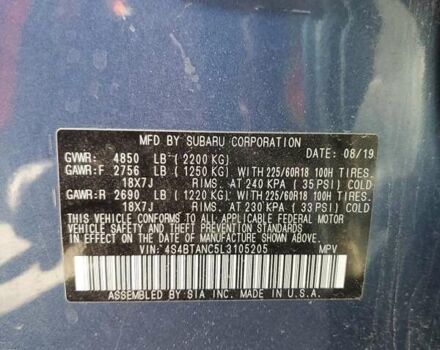 MFD BY SUBARU CORPORATION
DATE: 08/19
GVWR: 4850 LB (2200 KG)
GAWR:F 2756 LB (1250 KG) WITH 225/60R18 100H TIRES.
18X7J RIMS. AT 240 KPA (35 PSI) COLD
GAWR:R 2690 LB (1220 KG) WITH 225/60R18 100H TIRES.
18X7J RIMS. AT 230 KPA (33 PSI) COLD
THIS VEHICLE CONFORMS TO ALL APPLICABLE FEDERAL MOTOR
VEHICLE SAFETY AND THEFT PREVENTION STANDARDS
IN EFFECT ON THE DATE OF MANUFACTURE SHOWN ABOVE.
VIN: 4S4BTANC5L3105205 MPV
ASSEMBLED BY SIA INC. MADE IN U.S.A.